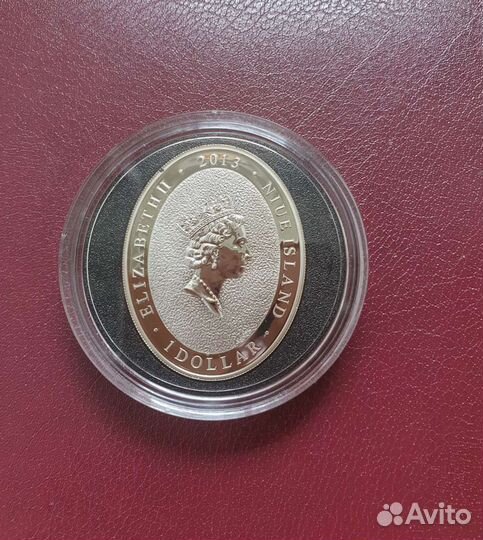 ELIZABETH II · 2013 · NIUE ISLAND
· 1 DOLLAR ·
Avito